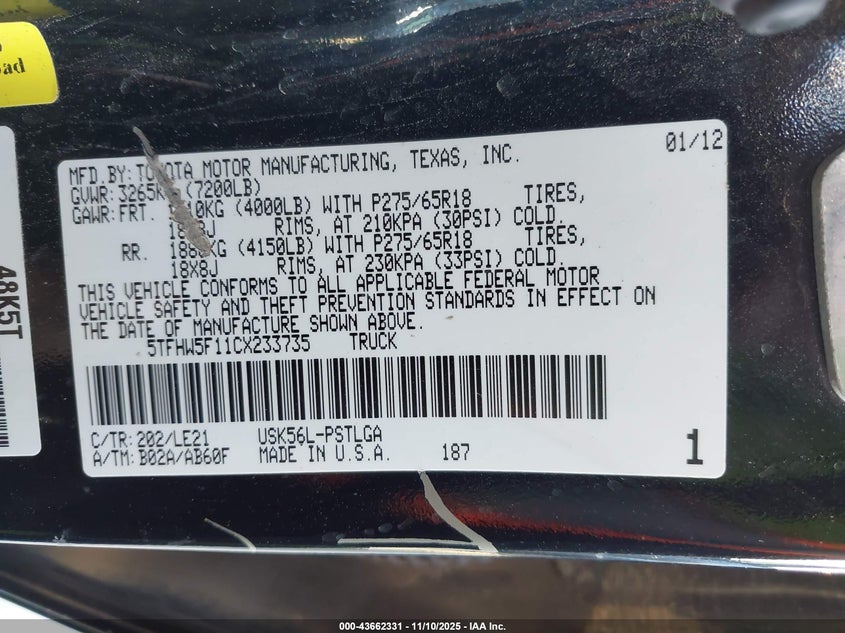 oad
48K5T
MFD.BY: TOYOTA MOTOR MANUFACTURING, TEXAS, INC. 01/12
GVWR: 3265KG (7200LB)
GAWR: FRT. (4000LB) WITH P275/65R18 TIRES,
RIMS, AT 210KPA (30PSI) COLD.
RR. (4150LB) WITH P275/65R18 TIRES,
18X8J RIMS, AT 230KPA (33PSI) COLD.
THIS VEHICLE CONFORMS TO ALL APPLICABLE FEDERAL MOTOR
VEHICLE SAFETY AND THEFT PREVENTION STANDARDS IN EFFECT ON
THE DATE OF MANUFACTURE SHOWN ABOVE.
5TFHW5F11CX233735 TRUCK
C/TR: 202/LE21 USK56L-PSTLGA
A/TM: B02A/AB60F MADE IN U.S.A. 187 1
000-43662331 - 11/10/2025 - IAA Inc.